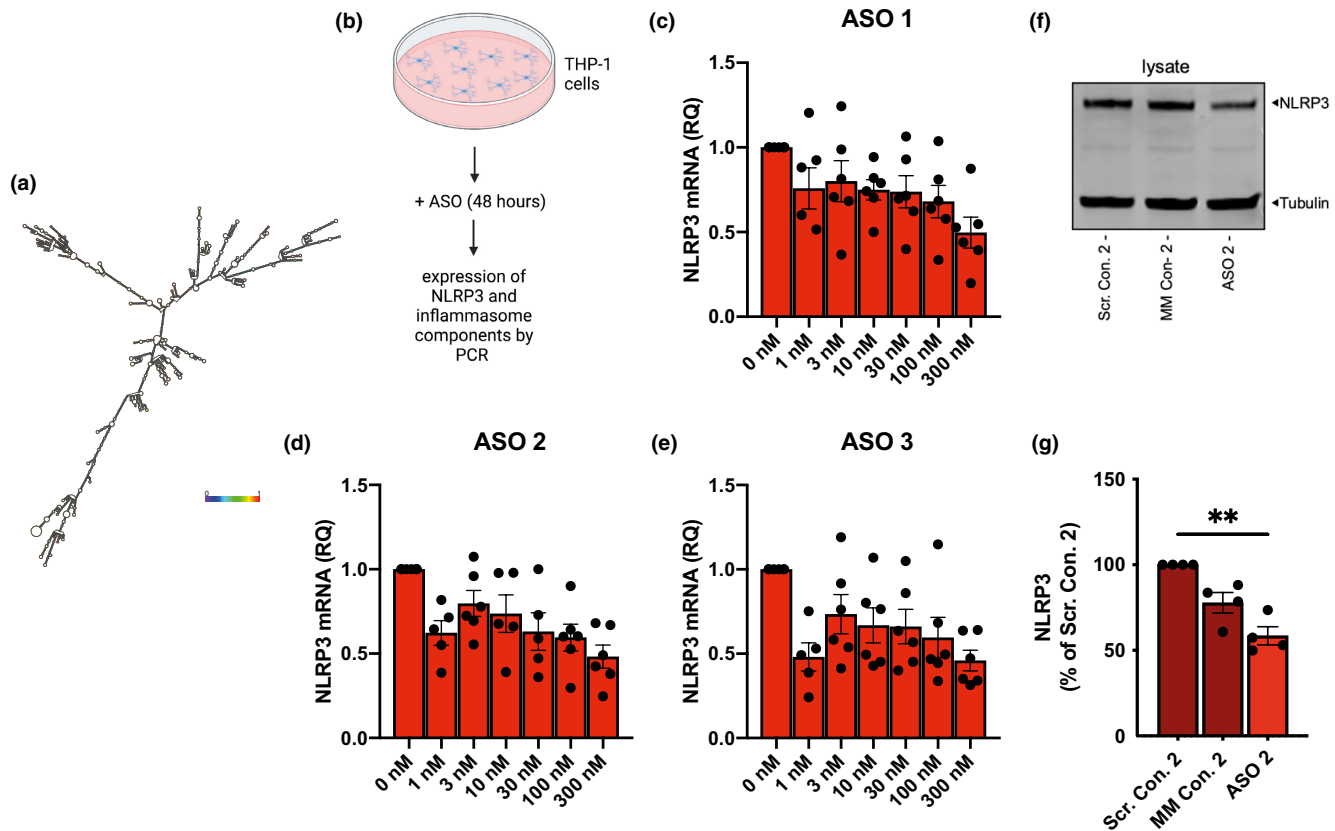 (a)
0
1
(b)
THP-1
cells
+ ASO (48 hours)
expression of
NLRP3 and
inflammasome
components by
PCR
(c)
ASO 1
NLRP3 mRNA (RQ)
1.5
1.0
0.5
0.0
0 nM
1 nM
3 nM
10 nM
30 nM
100 nM
300 nM
(f)
lysate
◂NLRP3
◂Tubulin
Scr. Con. 2 -
MM Con- 2 -
ASO 2 -
(d)
ASO 2
NLRP3 mRNA (RQ)
1.5
1.0
0.5
0.0
0 nM
1 nM
3 nM
10 nM
30 nM
100 nM
300 nM
(e)
ASO 3
NLRP3 mRNA (RQ)
1.5
1.0
0.5
0.0
0 nM
1 nM
3 nM
10 nM
30 nM
100 nM
300 nM
(g)
NLRP3
(% of Scr. Con. 2)
150
100
50
0
**
Scr. Con. 2
MM Con. 2
ASO 2